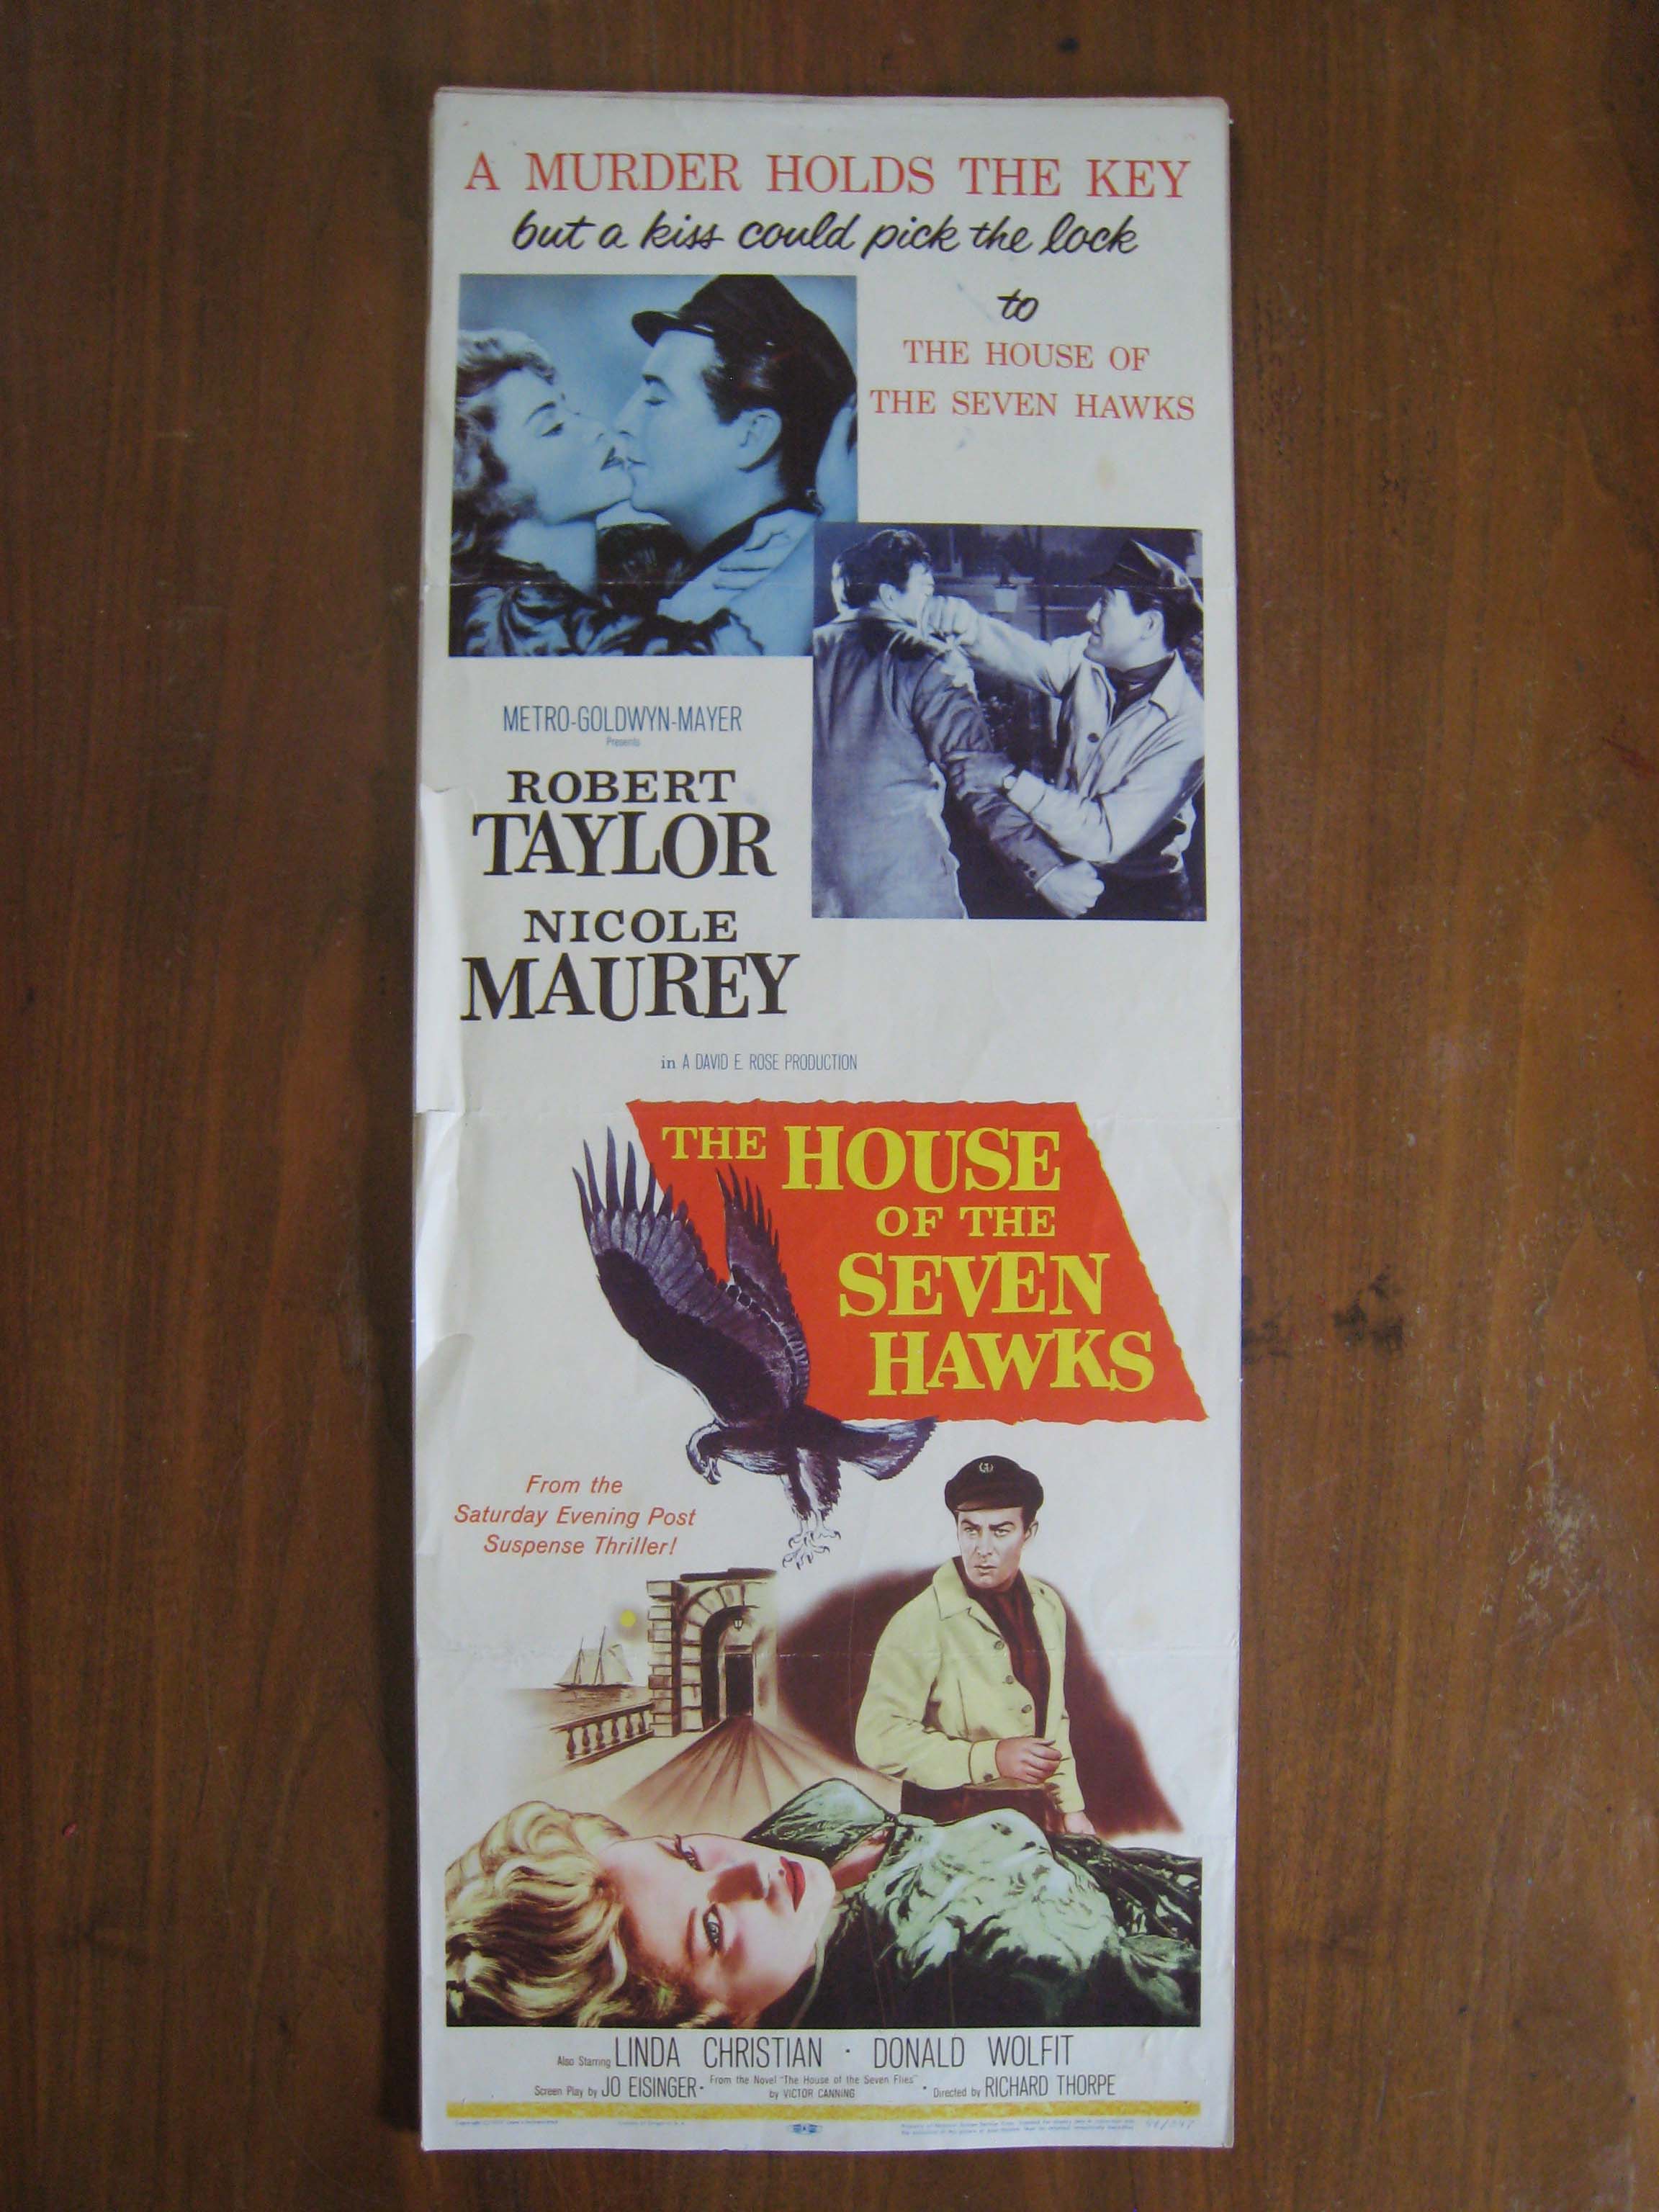 A MURDER HOLDS THE KEY
but a kiss could pick the lock
to
THE HOUSE OF
THE SEVEN HAWKS
METRO-GOLDWYN-MAYER
Presents
ROBERT
TAYLOR
NICOLE
MAUREY
in A DAVID E. ROSE PRODUCTION
THE HOUSE
OF THE
SEVEN
HAWKS
From the
Saturday Evening Post
Suspense Thriller!
Also Starring LINDA CHRISTIAN · DONALD WOLFIT
Screen Play by JO EISINGER · From the Novel "The House of the Seven Flies" by VICTOR CANNING · Directed by RICHARD THORPE